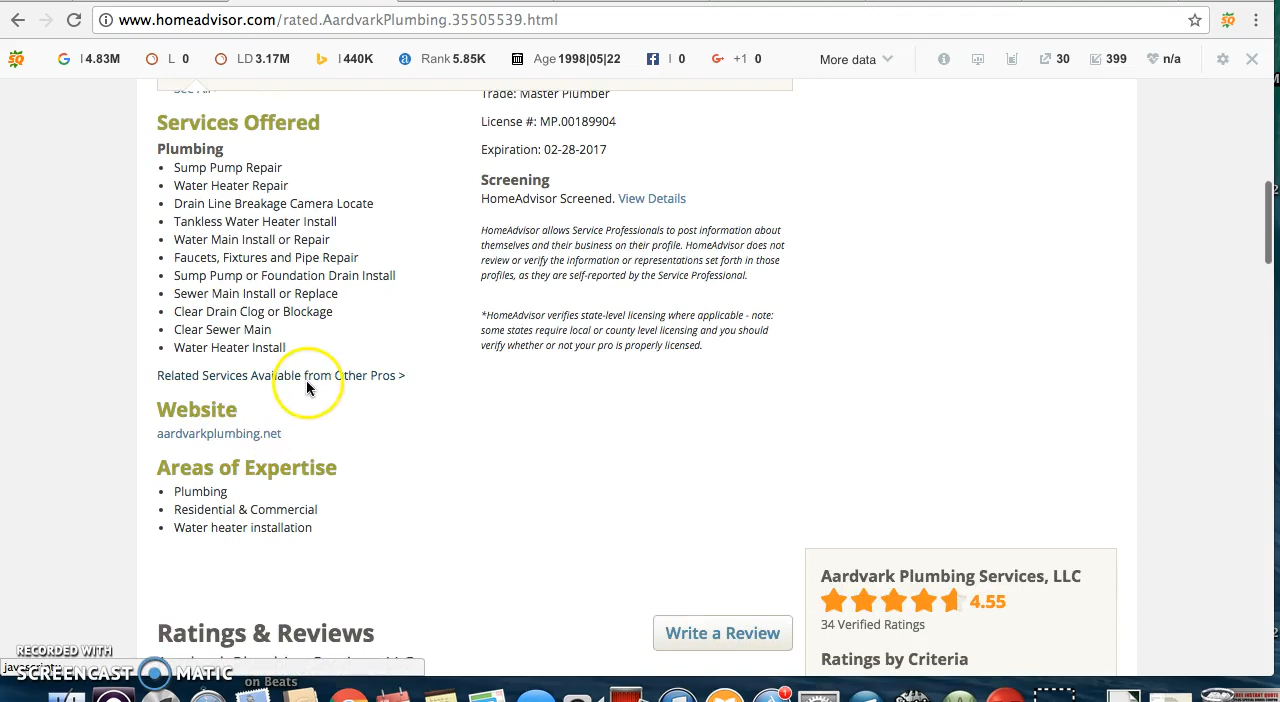 www.homeadvisor.com/rated.AardvarkPlumbing.35505539.html
I 4.83M L 0 LD 3.17M I 440K Rank 5.85K Age 1998|05|22 I 0 +1 0 More data 30 399 n/a
See All
Trade: Master Plumber
Services Offered
License #: MP.00189904
Plumbing
Expiration: 02-28-2017
Sump Pump Repair
Screening
Water Heater Repair
HomeAdvisor Screened. View Details
Drain Line Breakage Camera Locate
Tankless Water Heater Install
HomeAdvisor allows Service Professionals to post information about
Water Main Install or Repair
themselves and their business on their profile. HomeAdvisor does not
Faucets, Fixtures and Pipe Repair
review or verify the information or representations set forth in those
Sump Pump or Foundation Drain Install
profiles, as they are self-reported by the Service Professional.
Sewer Main Install or Replace
Clear Drain Clog or Blockage
*HomeAdvisor verifies state-level licensing where applicable - note:
Clear Sewer Main
some states require local or county level licensing and you should
Water Heater Install
verify whether or not your pro is properly licensed.
Related Services Available from Other Pros >
Website
aardvarkplumbing.net
Areas of Expertise
Plumbing
Residential & Commercial
Water heater installation
Aardvark Plumbing Services, LLC
4.55
34 Verified Ratings
Ratings & Reviews
Write a Review
Ratings by Criteria
RECORDED WITH
SCREENCAST MATIC
on Beats